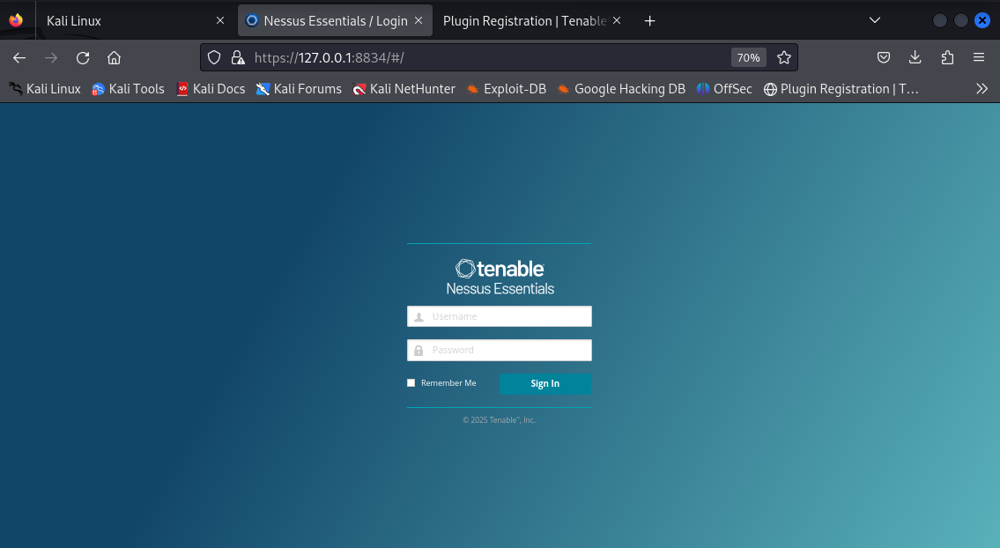 Kali Linux
Nessus Essentials / Login
Plugin Registration | Tenable
https://127.0.0.1:8834/#/
70%
Kali Linux
Kali Tools
Kali Docs
Kali Forums
Kali NetHunter
Exploit-DB
Google Hacking DB
OffSec
Plugin Registration | T…
tenable
Nessus Essentials
Username
Password
Remember Me
Sign In
© 2025 Tenable™, Inc.